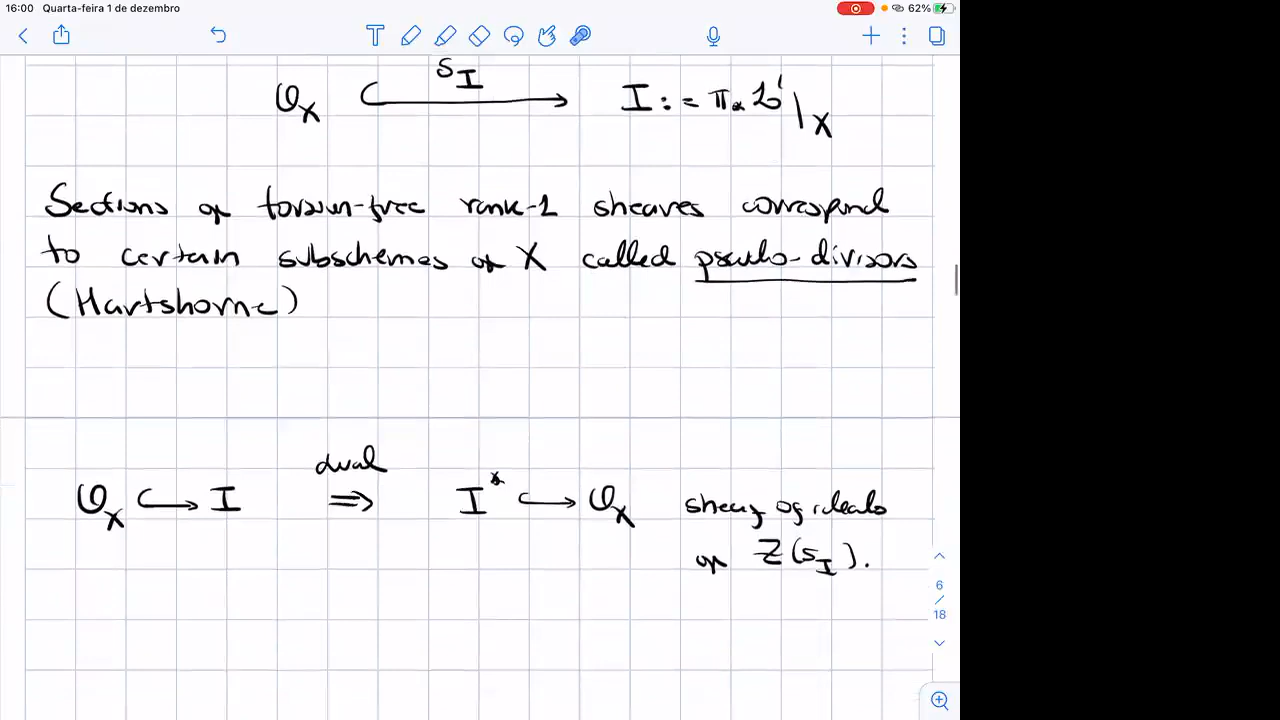 16:00 Quarta-feira 1 de dezembro 62%
O_X ↪ I := π_* L'|_X
s_I
Sections of torsion-free rank-1 sheaves correspond
to certain subschemes of X called pseudo-divisors
(Hartshorne)
O_X ↪ I dual ⇒ I^* ↪ O_X sheaf of ideals
of Z(s_I).
6
/
18